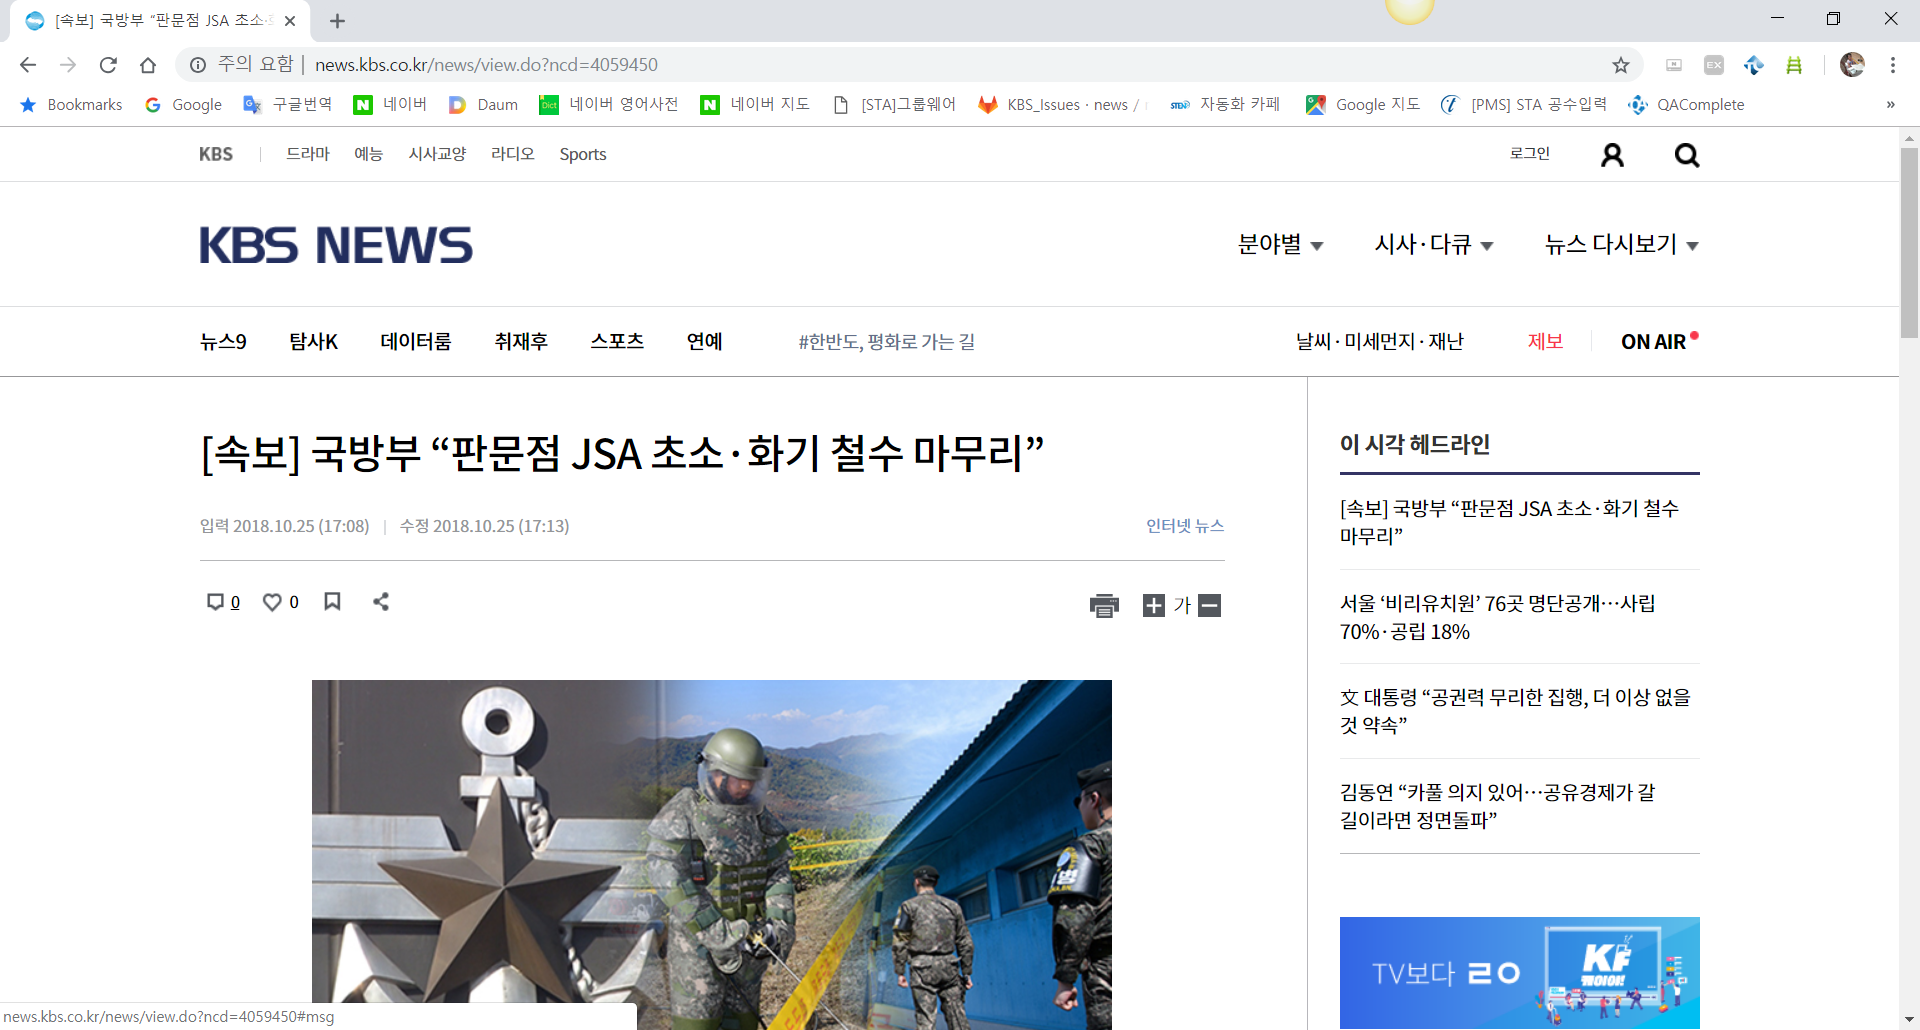 [속보] 국방부 “판문점 JSA 초소·
주의 요함 | news.kbs.co.kr/news/view.do?ncd=4059450
EX
Bookmarks Google 구글번역 네이버 Daum 네이버 영어사전 네이버 지도 [STA]그룹웨어 KBS_Issues · news / 자동화 카페 Google 지도 [PMS] STA 공수입력 QAComplete »
KBS 드라마 예능 시사교양 라디오 Sports 로그인
KBS NEWS 분야별 시사·다큐 뉴스 다시보기
뉴스9 탐사K 데이터룸 취재후 스포츠 연예 #한반도, 평화로 가는 길 날씨·미세먼지·재난 제보 ON AIR
[속보] 국방부 “판문점 JSA 초소·화기 철수 마무리”
입력 2018.10.25 (17:08) | 수정 2018.10.25 (17:13) 인터넷 뉴스
0 0 가
이 시각 헤드라인
[속보] 국방부 “판문점 JSA 초소·화기 철수
마무리”
서울 ‘비리유치원’ 76곳 명단공개…사립
70%·공립 18%
文 대통령 “공권력 무리한 집행, 더 이상 없을
것 약속”
김동연 “카풀 의지 있어…공유경제가 갈
길이라면 정면돌파”
TV보다
news.kbs.co.kr/news/view.do?ncd=4059450#msg